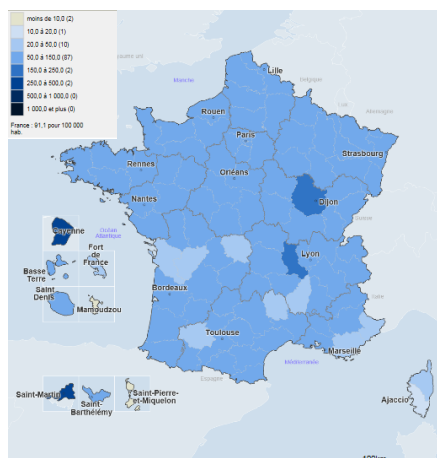 moins de 10,0 (2)
10,0 à 20,0 (1)
20,0 à 50,0 (10)
50,0 à 150,0 (87)
150,0 à 250,0 (2)
250,0 à 500,0 (2)
500,0 à 1 000,0 (0)
1 000,0 et plus (0)
France : 91,1 pour 100 000
hab.
Lille
Belgique
Manche
Rouen
Paris
Strasbourg
Rennes
Orléans
Dijon
Nantes
Cayenne
Océan
Atlantique
Fort
de
France
Lyon
Basse
Terre
Bordeaux
Saint
Denis
Mamoudzou
Toulouse
Marseille
Méditerranée
Espagne
Saint-Martin
Saint-
Barthélémy
Saint-Pierre-
et-Miquelon
Ajaccio